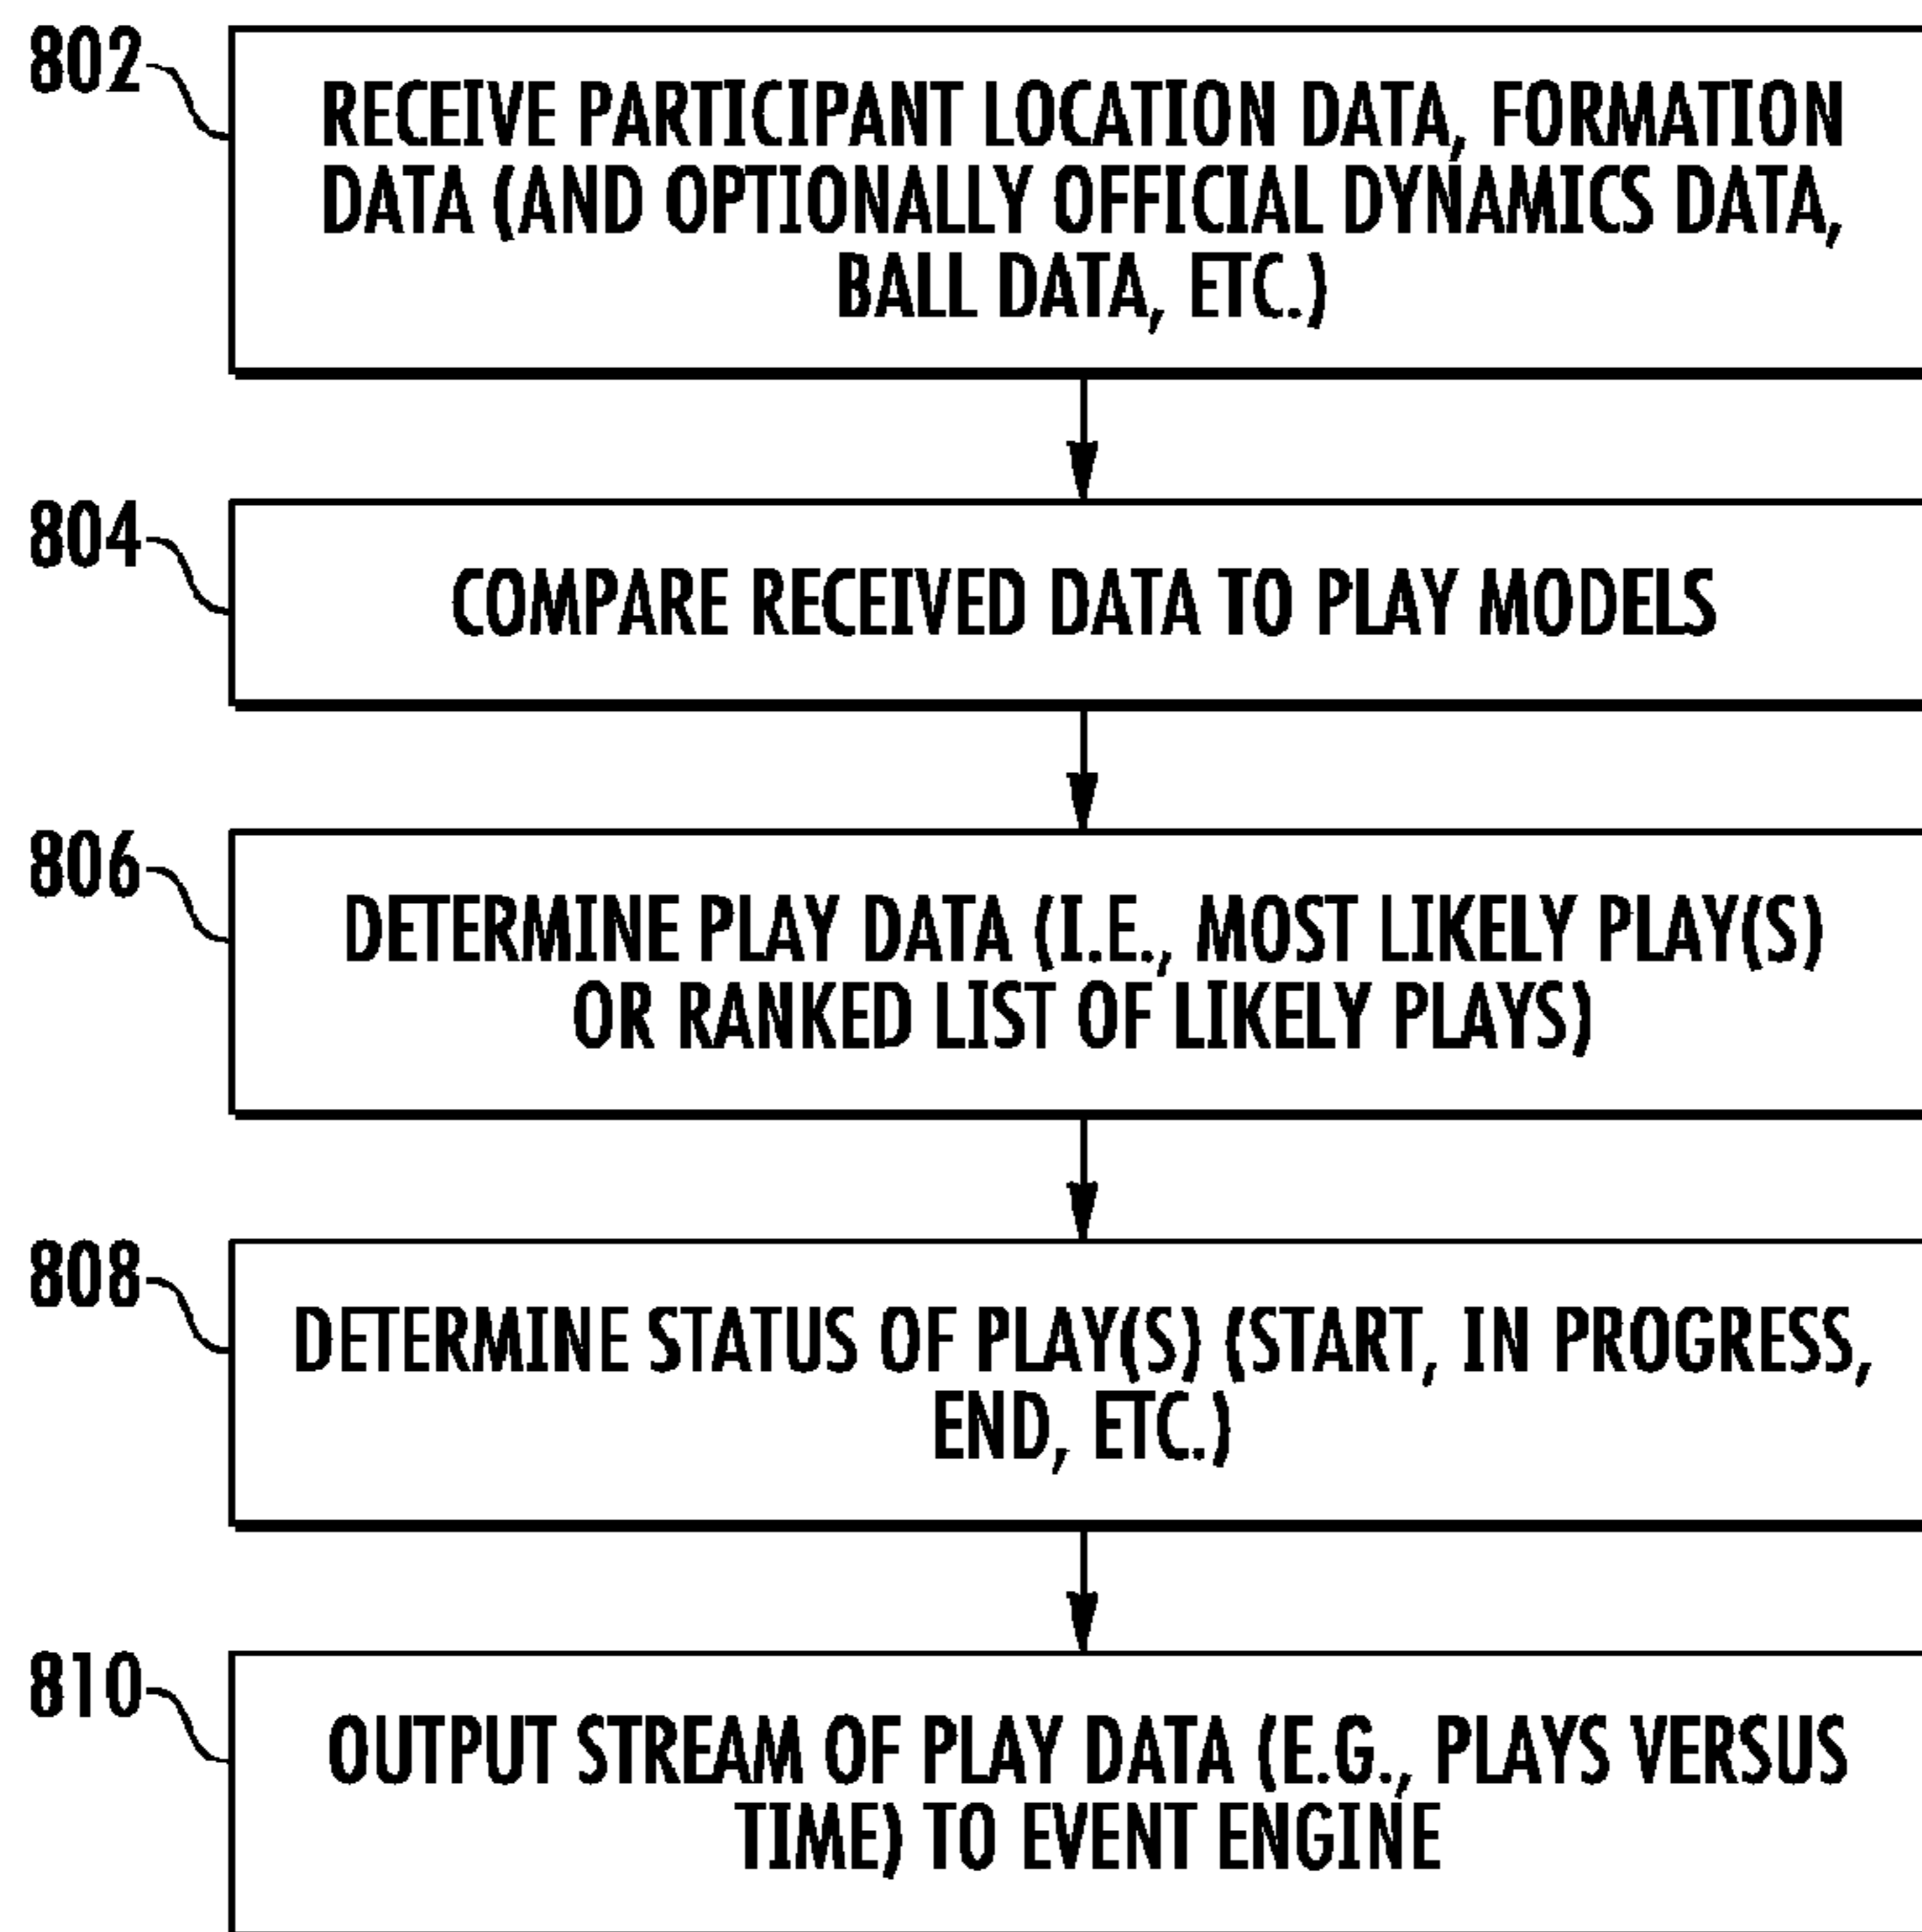 802
RECEIVE PARTICIPANT LOCATION DATA, FORMATION
DATA (AND OPTIONALLY OFFICIAL DYNAMICS DATA,
BALL DATA, ETC.)
804
COMPARE RECEIVED DATA TO PLAY MODELS
806
DETERMINE PLAY DATA (I.E., MOST LIKELY PLAY(S)
OR RANKED LIST OF LIKELY PLAYS)
808
DETERMINE STATUS OF PLAY(S) (START, IN PROGRESS,
END, ETC.)
810
OUTPUT STREAM OF PLAY DATA (E.G., PLAYS VERSUS
TIME) TO EVENT ENGINE